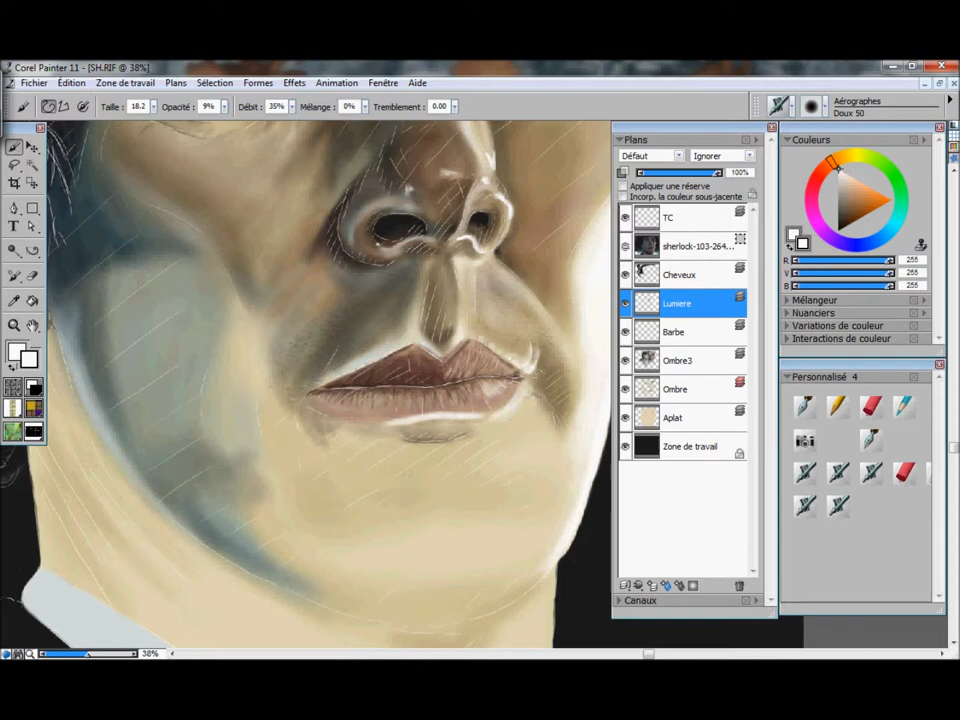 Corel Painter 11 - [SH.RIF @ 38%]
Fichier Édition Zone de travail Plans Sélection Formes Effets Animation Fenêtre Aide
Taille : 18.2 Opacité : 9% Débit : 35% Mélange : 0% Tremblement : 0.00
Aérographes
Doux 50
Plans
Défaut Ignorer
100%
Appliquer une réserve
Incorp. la couleur sous-jacente
TC
sherlock-103-264...
Cheveux
Lumiere
Barbe
Ombre3
Ombre
Aplat
Zone de travail
Canaux
Couleurs
R 255
V 255
B 255
Mélangeur
Nuanciers
Variations de couleur
Interactions de couleur
Personnalisé 4
T
38%